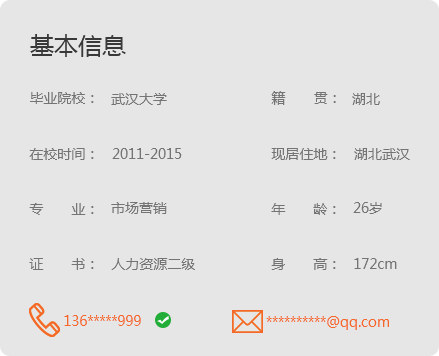 基本信息
毕业院校： 武汉大学 籍 贯： 湖北
在校时间： 2011-2015 现居住地： 湖北武汉
专 业： 市场营销 年 龄： 26岁
证 书： 人力资源二级 身 高： 172cm
136*****999 **********@qq.com